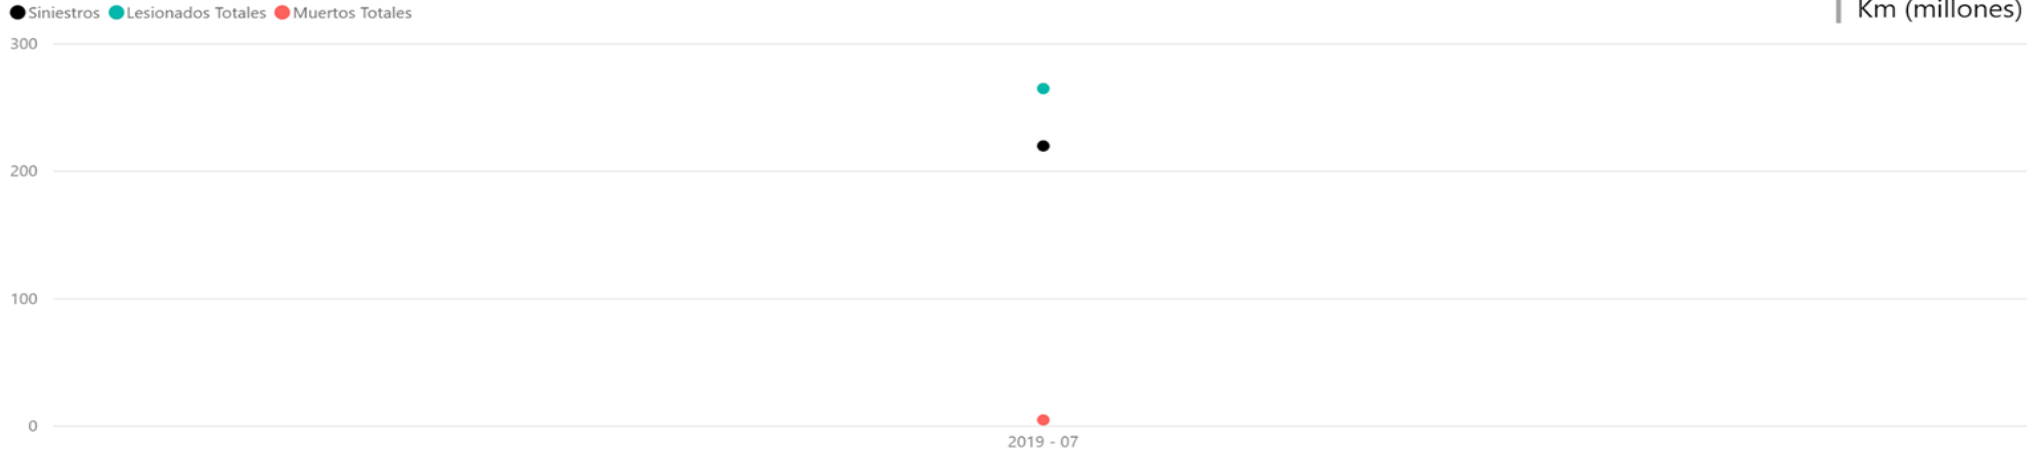 Siniestros Lesionados Totales Muertos Totales
Km (millones)
300
200
100
0
2019 - 07